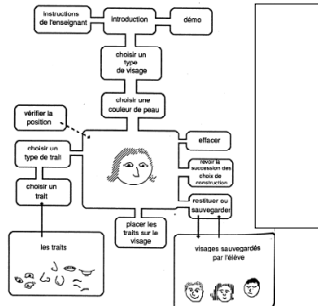 instructions
de l'enseignant
introduction
démo
choisir un
type
de visage
choisir une
couleur de peau
vérifier la
position
effacer
choisir un
type de trait
revoir la
succession des
choix de
construction
choisir un
trait
restituer ou
sauvegarder
placer les
traits sur le
visage
les traits
visages sauvegardés
par l'élève